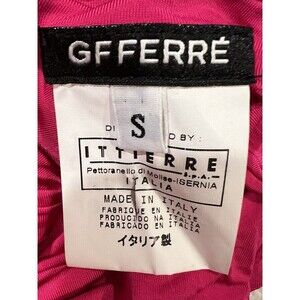 GFFERRÉ
S
ITTIERRE
S.p.A.
Pettoranello di Molise-ISERNIA
ITALIA
MADE IN ITALY
FABRIQUE EN ITALIE
PRODUCIDO NA ITALIA
FABRICADO EN ITALIA
イタリア製